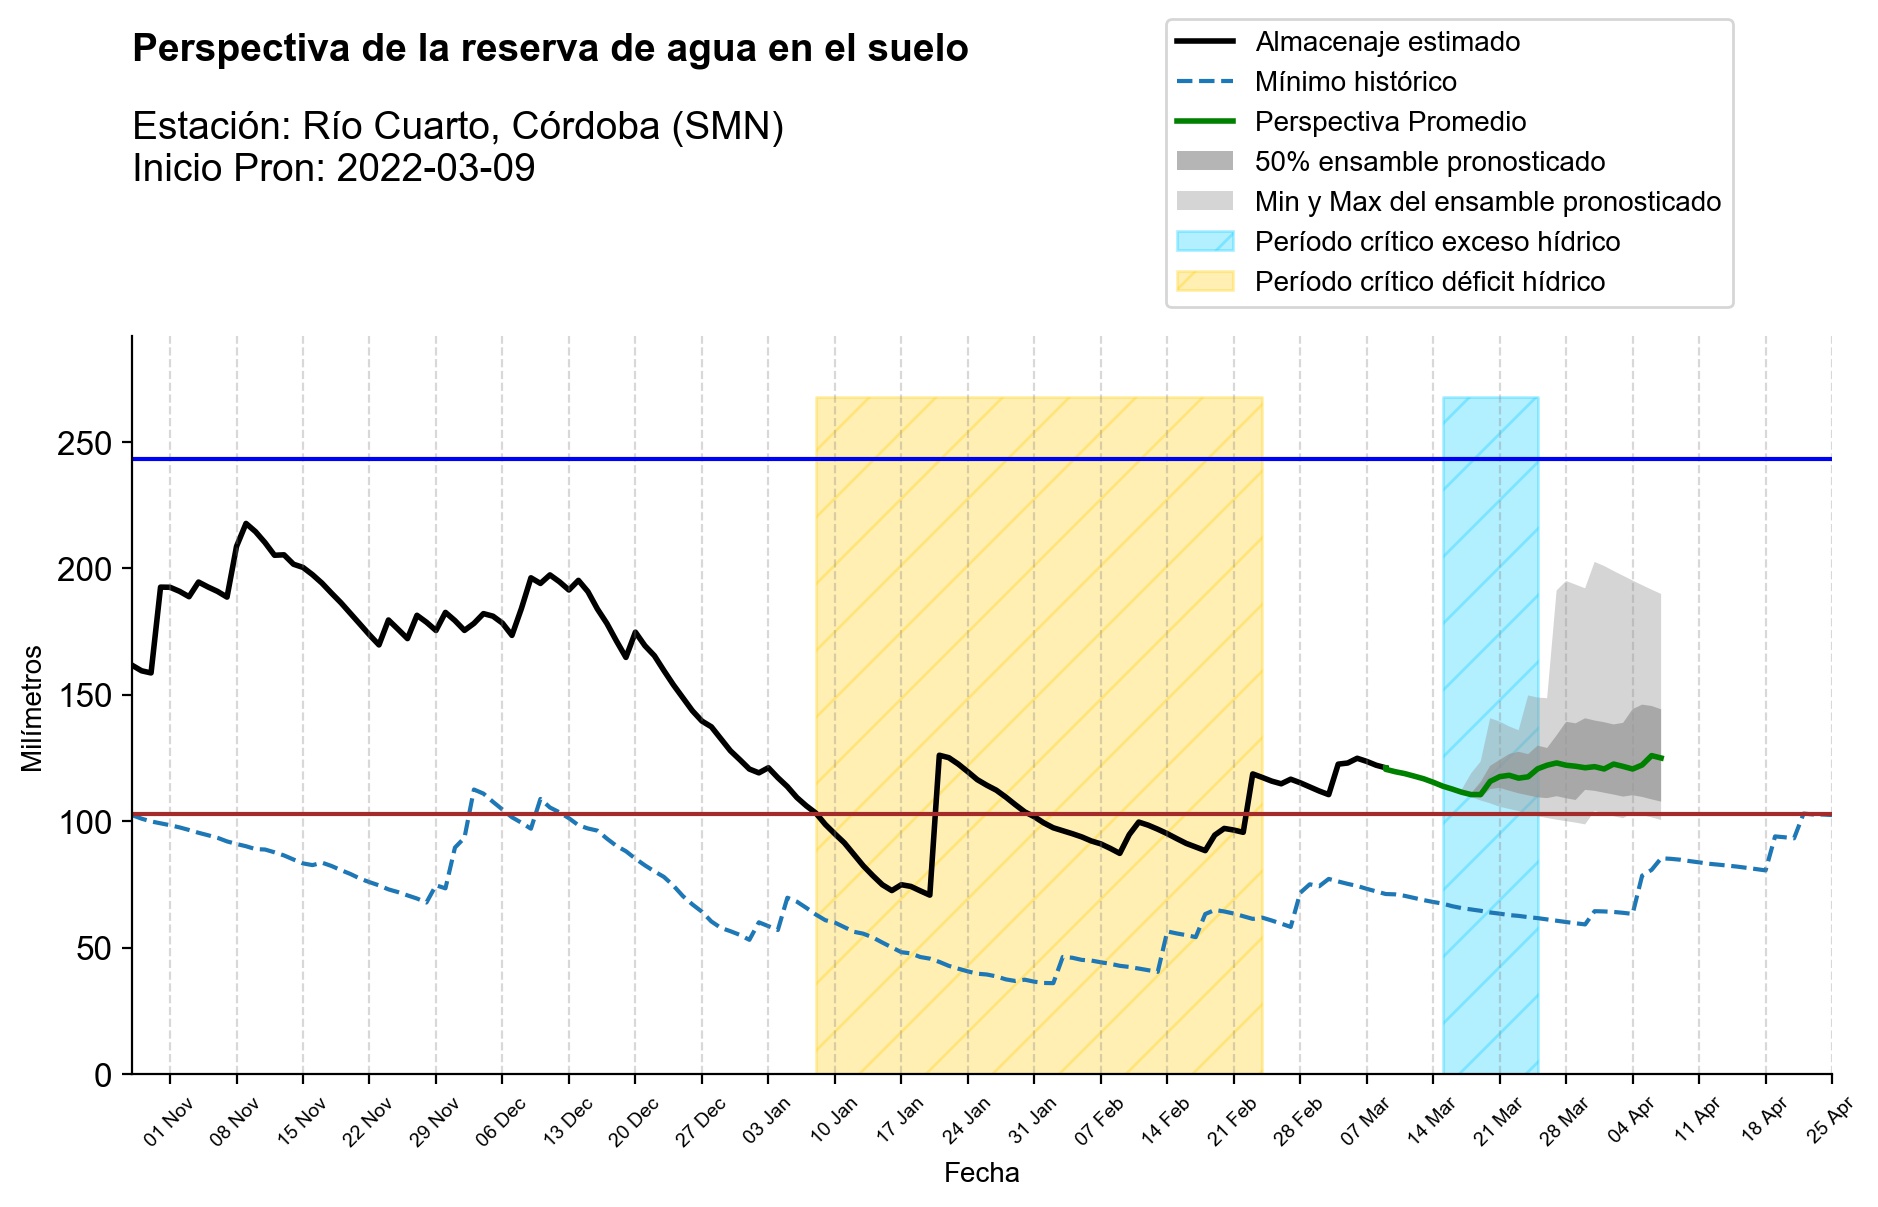 Perspectiva de la reserva de agua en el suelo
Estación: Río Cuarto, Córdoba (SMN)
Inicio Pron: 2022-03-09
Almacenaje estimado
Mínimo histórico
Perspectiva Promedio
50% ensamble pronosticado
Min y Max del ensamble pronosticado
Período crítico exceso hídrico
Período crítico déficit hídrico
250
200
150
100
50
0
Milímetros
01 Nov
08 Nov
15 Nov
22 Nov
29 Nov
06 Dec
13 Dec
20 Dec
27 Dec
03 Jan
10 Jan
17 Jan
24 Jan
31 Jan
07 Feb
14 Feb
21 Feb
28 Feb
07 Mar
14 Mar
21 Mar
28 Mar
04 Apr
11 Apr
18 Apr
25 Apr
Fecha